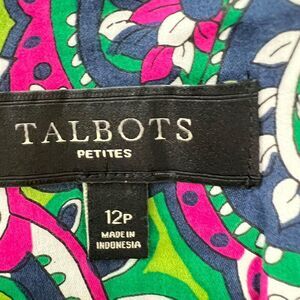 TALBOTS
PETITES
12P
MADE IN
INDONESIA